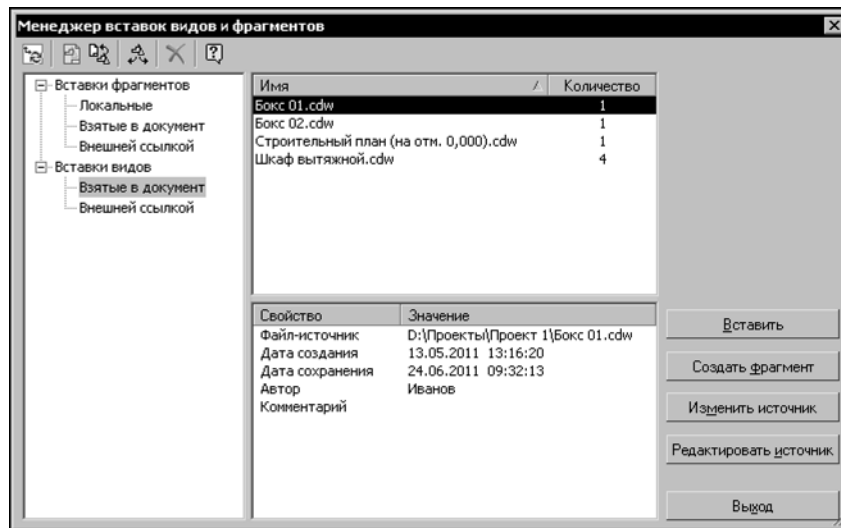 Менеджер вставок видов и фрагментов
Вставки фрагментов
Локальные
Взятые в документ
Внешней ссылкой
Вставки видов
Взятые в документ
Внешней ссылкой
Имя Количество
Бокс 01.cdw 1
Бокс 02.cdw 1
Строительный план (на отм. 0,000).cdw 1
Шкаф вытяжной.cdw 4
Свойство Значение
Файл-источник D:\Проекты\Проект 1\Бокс 01.cdw
Дата создания 13.05.2011 13:16:20
Дата сохранения 24.06.2011 09:32:13
Автор Иванов
Комментарий
Вставить
Создать фрагмент
Изменить источник
Редактировать источник
Выход